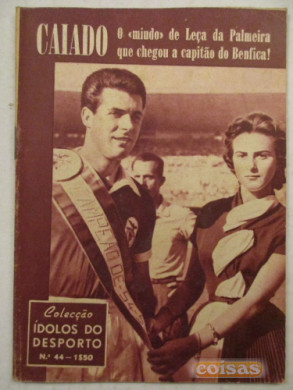 CAIADO
O «miudo» de Leça da Palmeira
que chegou a capitão do Benfica!
Colecção
ÍDOLOS DO
DESPORTO
N.º 44 — 1$50
coisas